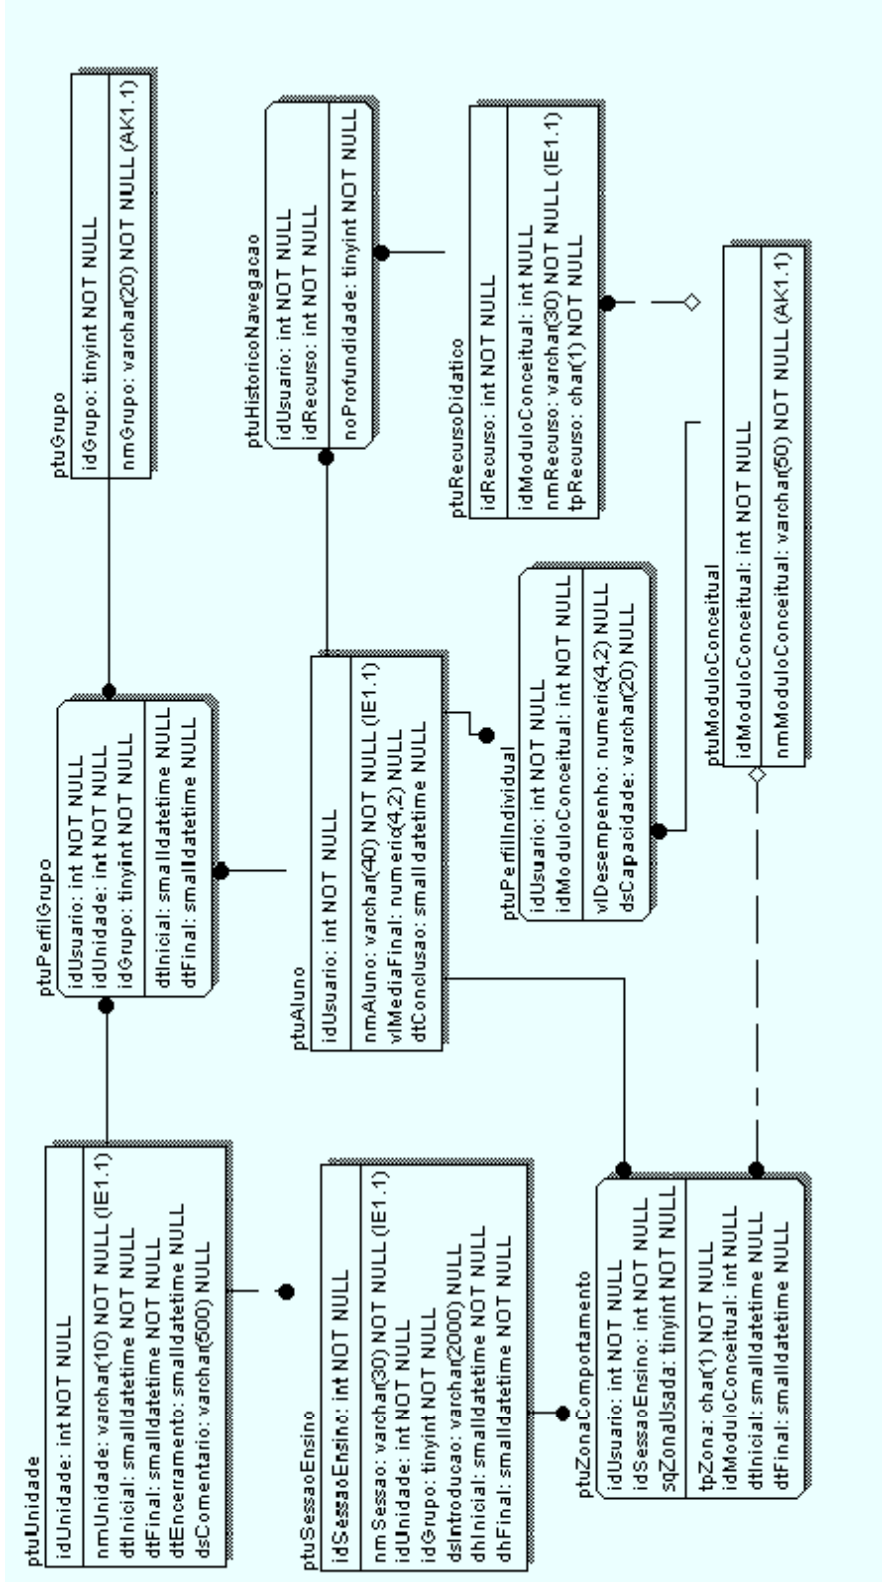 ptuUnidade
idUnidade: int NOT NULL
nmUnidade: varchar(10) NOT NULL (IE1.1)
dtInicial: smalldatetime NOT NULL
dtFinal: smalldatetime NOT NULL
dtEncerramento: smalldatetime NULL
dsComentario: varchar(500) NULL
ptuPerfilGrupo
idUsuario: int NOT NULL
idUnidade: int NOT NULL
idGrupo: tinyint NOT NULL
dtInicial: smalldatetime NULL
dtFinal: smalldatetime NULL
ptuGrupo
idGrupo: tinyint NOT NULL
nmGrupo: varchar(20) NOT NULL (AK1.1)
ptuSessaoEnsino
idSessaoEnsino: int NOT NULL
nmSessao: varchar(30) NOT NULL (IE1.1)
idUnidade: int NOT NULL
idGrupo: tinyint NOT NULL
dsIntroducao: varchar(2000) NULL
dhInicial: smalldatetime NOT NULL
dhFinal: smalldatetime NOT NULL
ptuAluno
idUsuario: int NOT NULL
nmAluno: varchar(40) NOT NULL (IE1.1)
vlMediaFinal: numeric(4,2) NULL
dtConclusao: smalldatetime NULL
ptuHistoricoNavegacao
idUsuario: int NOT NULL
idRecurso: int NOT NULL
noProfundidade: tinyint NOT NULL
ptuPerfilIndividual
idUsuario: int NOT NULL
idModuloConceitual: int NOT NULL
vlDesempenho: numeric(4,2) NULL
dsCapacidade: varchar(20) NULL
ptuRecursoDidatico
idRecurso: int NOT NULL
idModuloConceitual: int NULL
nmRecurso: varchar(30) NOT NULL (IE1.1)
tpRecurso: char(1) NOT NULL
ptuZonaComportamento
idUsuario: int NOT NULL
idSessaoEnsino: int NOT NULL
sqZonaUsada: tinyint NOT NULL
tpZona: char(1) NOT NULL
idModuloConceitual: int NULL
dtInicial: smalldatetime NULL
dtFinal: smalldatetime NULL
ptuModuloConceitual
idModuloConceitual: int NOT NULL
nmModuloConceitual: varchar(50) NOT NULL (AK1.1)